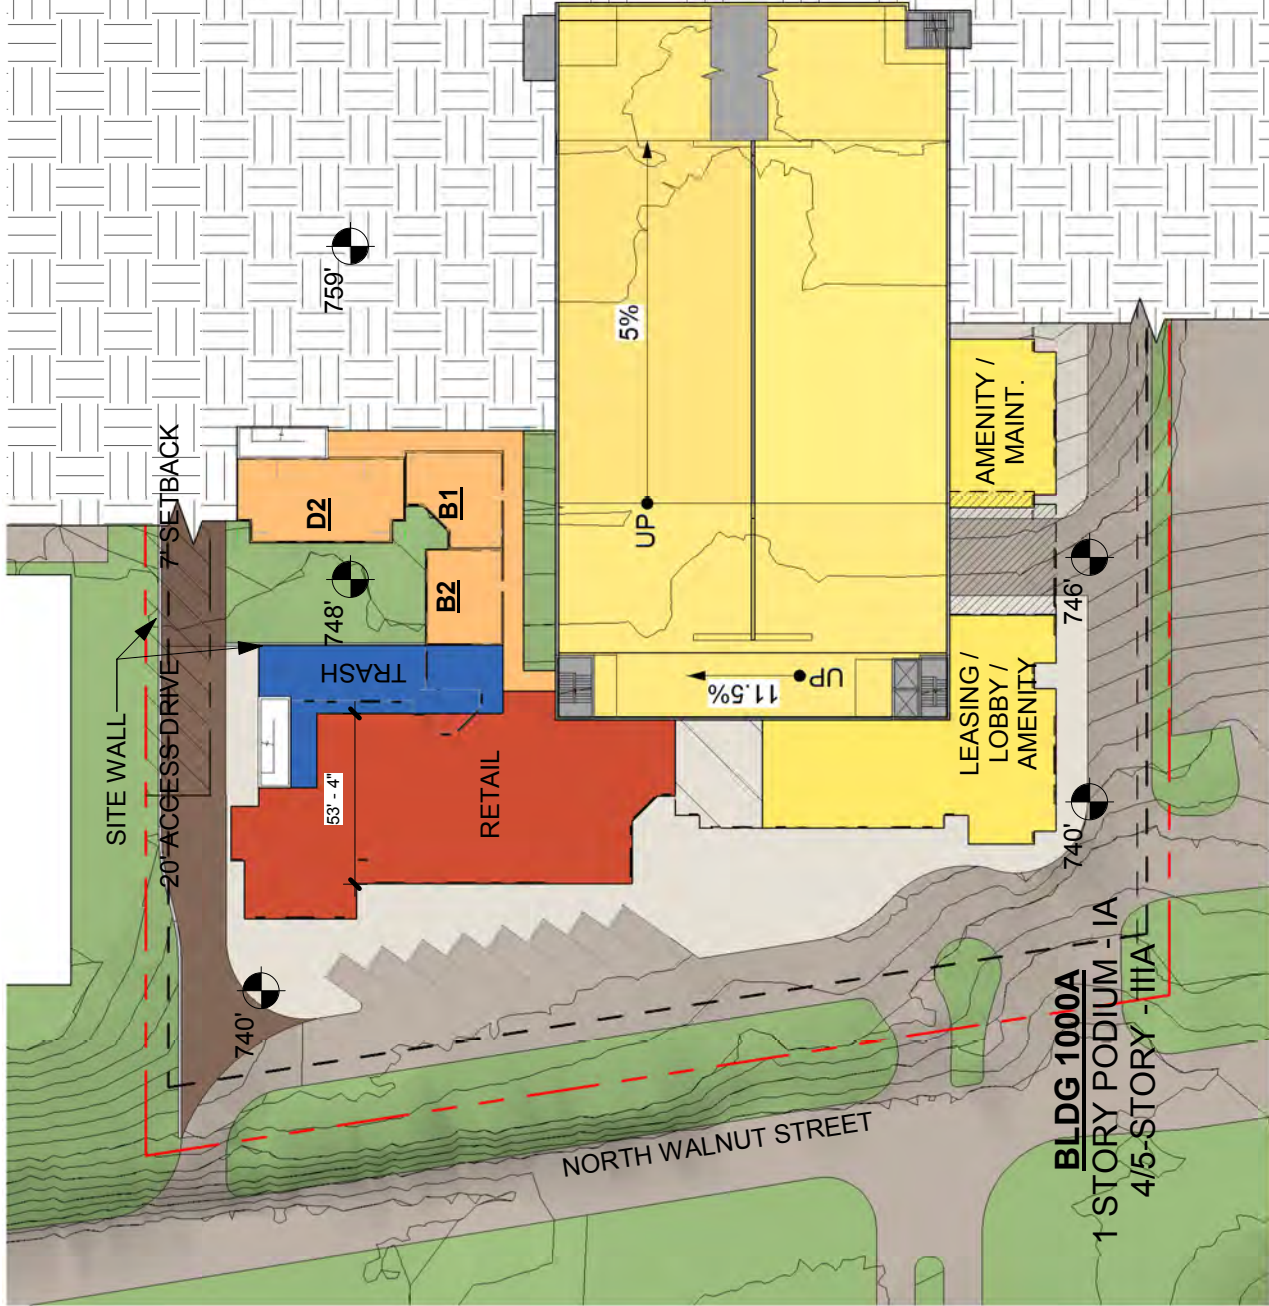 759'
5%
UP
AMENITY /
MAINT.
7' SETBACK
D2
B1
B2
748'
746'
TRASH
11.5%
UP
SITE WALL
20' ACCESS DRIVE
53' - 4"
RETAIL
LEASING /
LOBBY /
AMENITY
740'
740'
BLDG 1000A
1 STORY PODIUM - IA
4/5-STORY - IIIA
NORTH WALNUT STREET